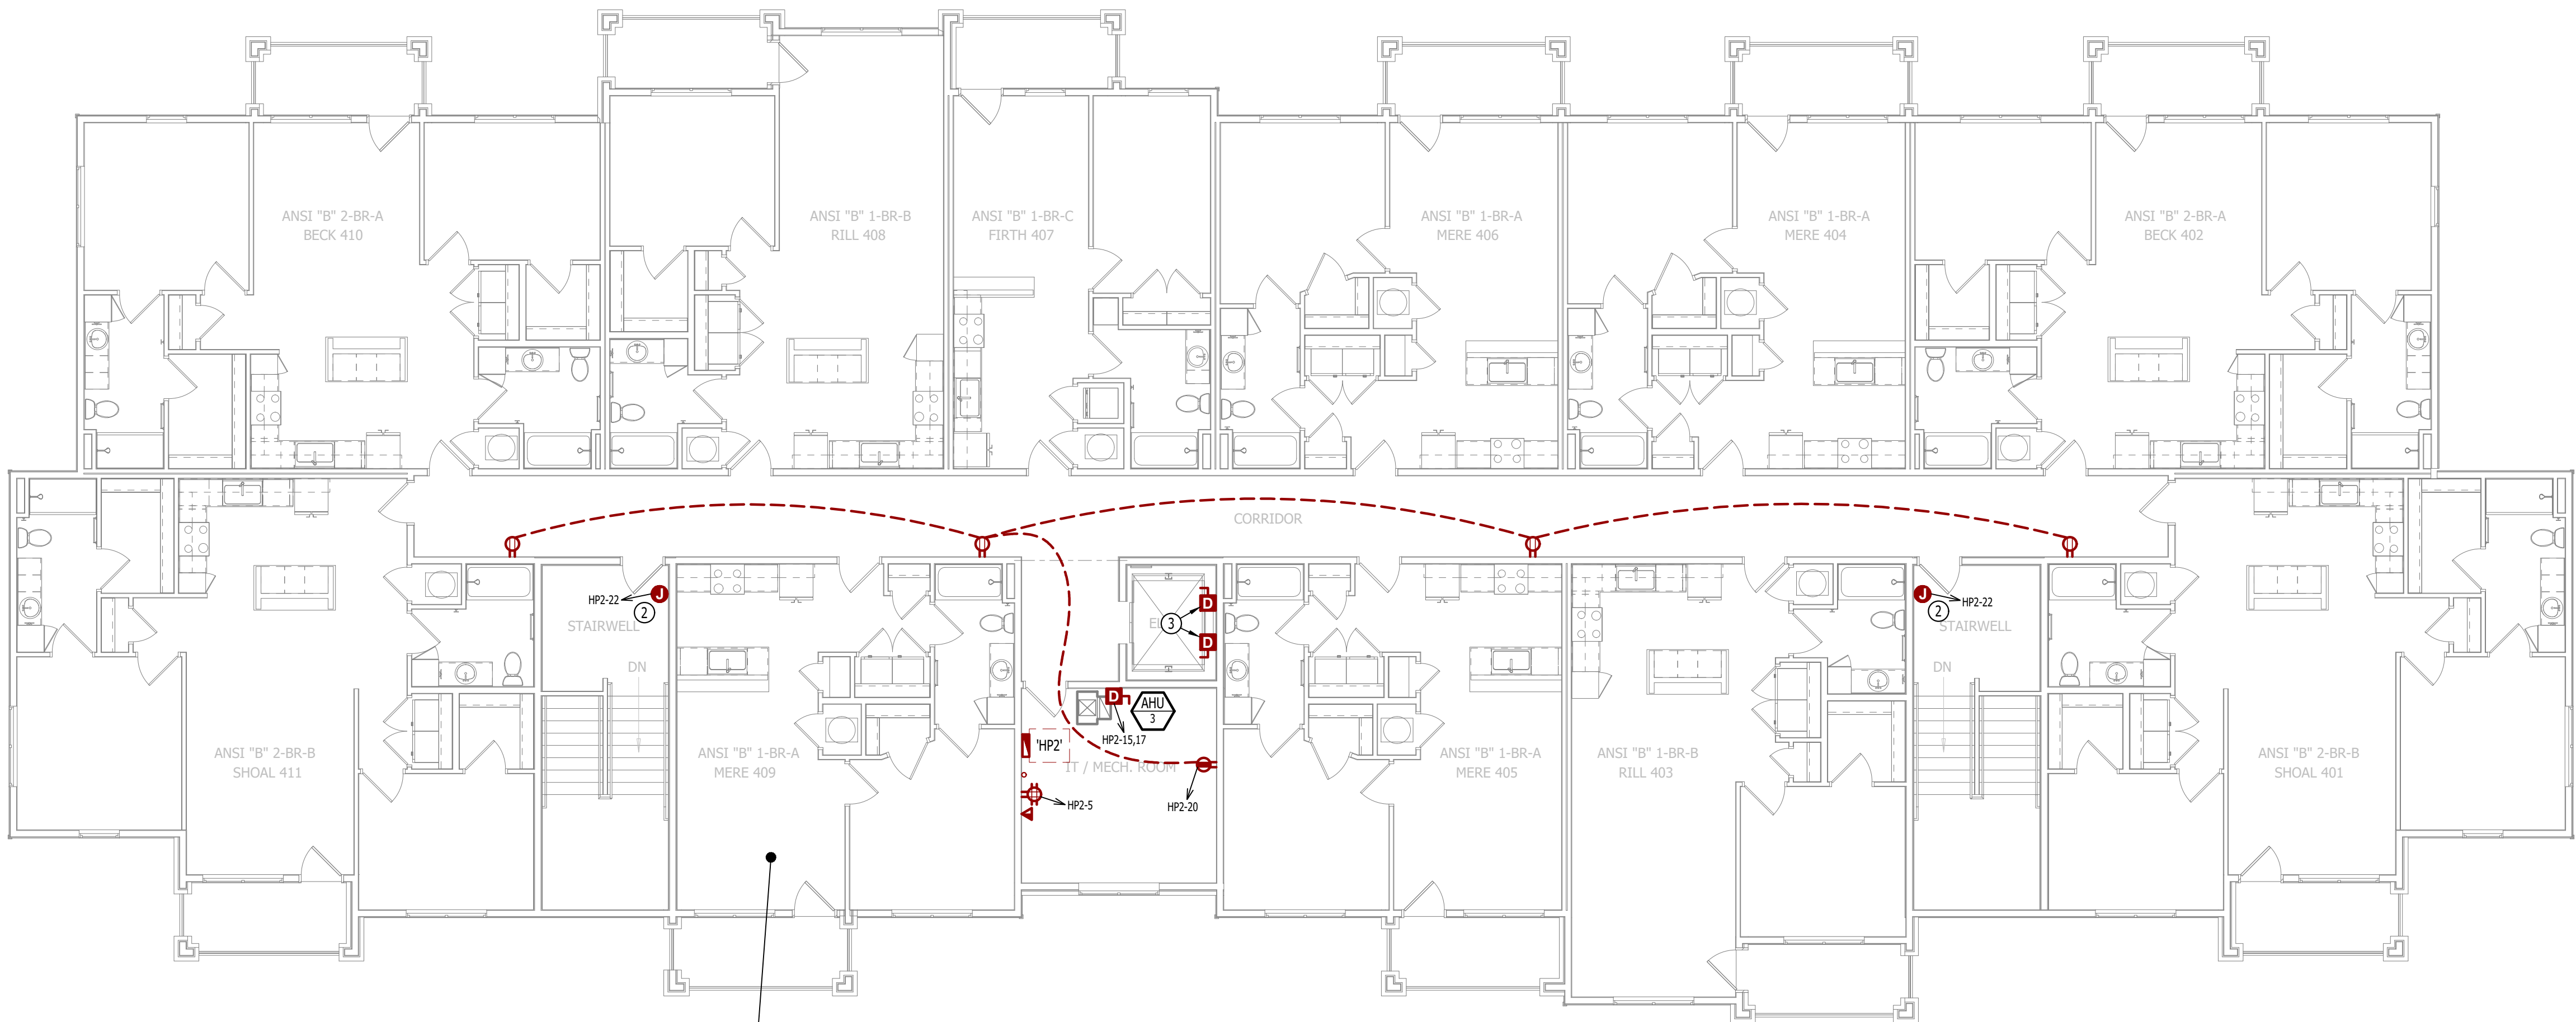 ANSI "B" 2-BR-A
BECK 410
ANSI "B" 1-BR-B
RILL 408
ANSI "B" 1-BR-C
FIRTH 407
ANSI "B" 1-BR-A
MERE 406
ANSI "B" 1-BR-A
MERE 404
ANSI "B" 2-BR-A
BECK 402
CORRIDOR
HP2-22
J
2
STAIRWELL
DN
D
3
D
J
HP2-22
2
STAIRWELL
DN
D
AHU
3
HP2-15,17
'HP2'
IT / MECH. ROOM
HP2-5
HP2-20
ANSI "B" 2-BR-B
SHOAL 411
ANSI "B" 1-BR-A
MERE 409
ANSI "B" 1-BR-A
MERE 405
ANSI "B" 1-BR-B
RILL 403
ANSI "B" 2-BR-B
SHOAL 401